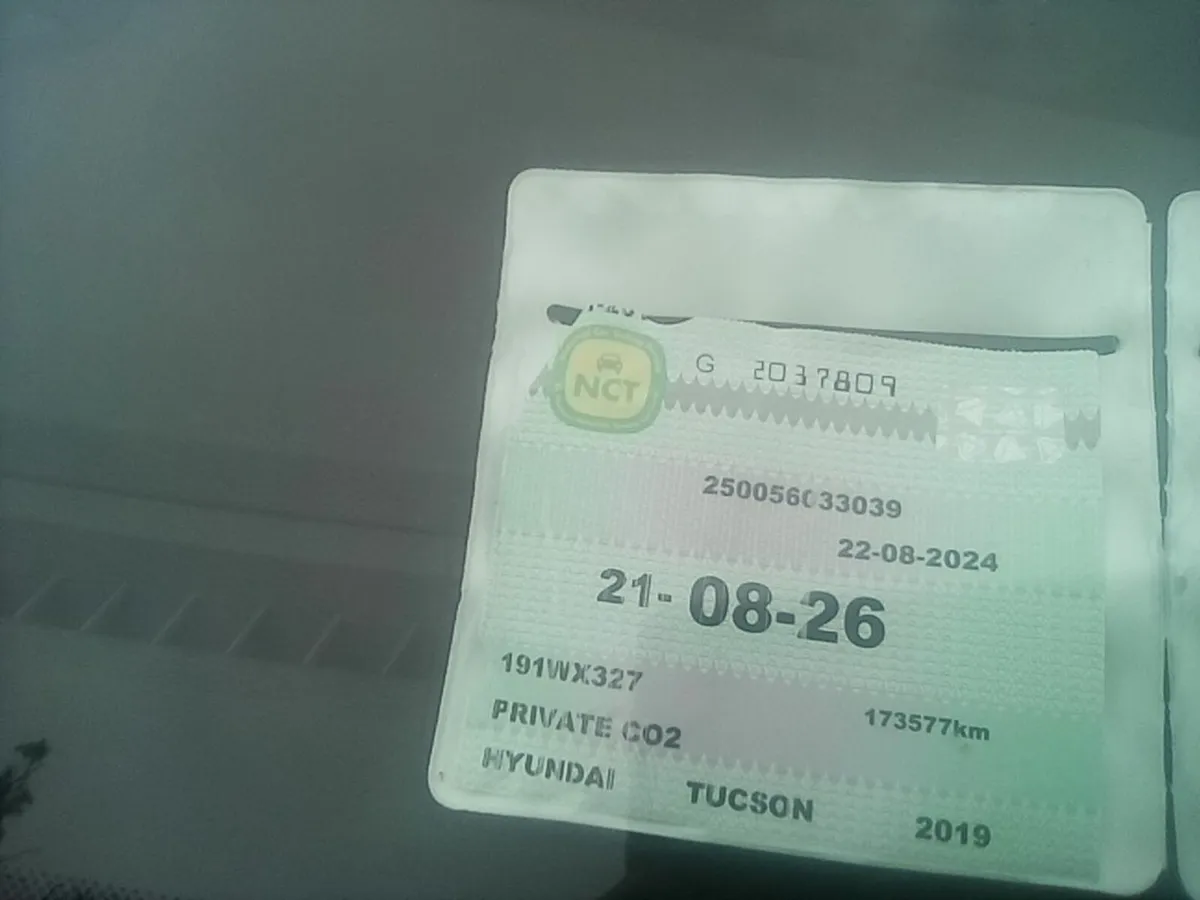 NCT
G 2037809
250056033039
22-08-2024
21-08-26
191WX327
173577km
PRIVATE CO2
HYUNDAI TUCSON 2019